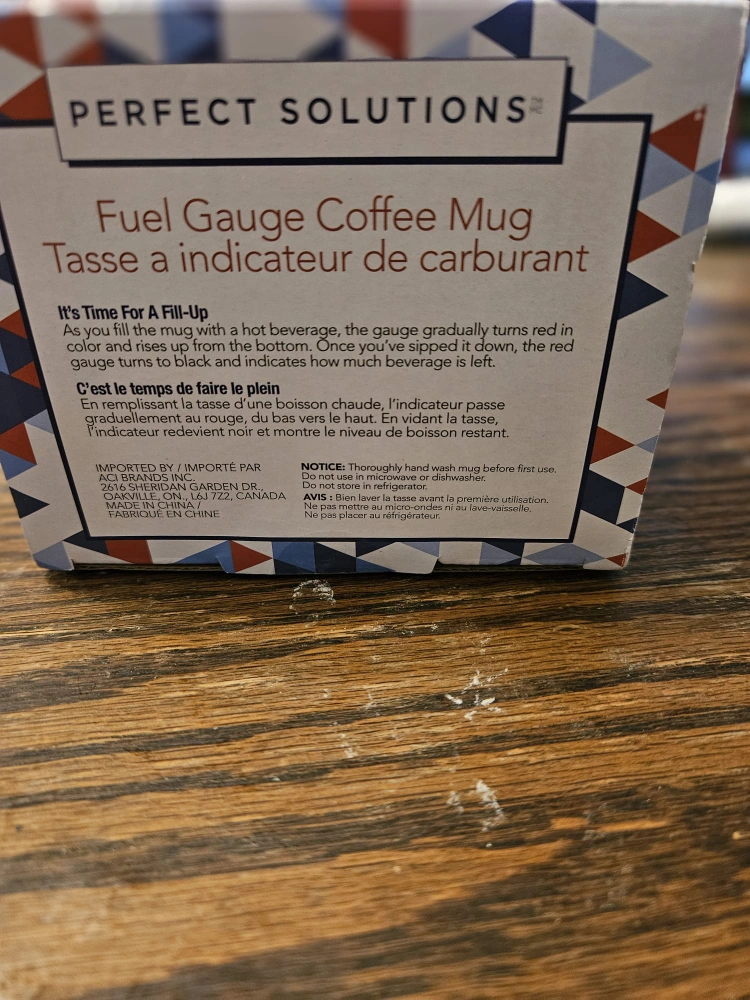 PERFECT SOLUTIONS
Fuel Gauge Coffee Mug
Tasse a indicateur de carburant
It's Time For A Fill-Up
As you fill the mug with a hot beverage, the gauge gradually turns red in
color and rises up from the bottom. Once you've sipped it down, the red
gauge turns to black and indicates how much beverage is left.
C'est le temps de faire le plein
En remplissant la tasse d'une boisson chaude, l'indicateur passe
graduellement au rouge, du bas vers le haut. En vidant la tasse,
l'indicateur redevient noir et montre le niveau de boisson restant.
IMPORTED BY / IMPORTÉ PAR
ACI BRANDS INC.
2616 SHERIDAN GARDEN DR.,
OAKVILLE, ON., L6J 7Z2, CANADA
MADE IN CHINA /
FABRIQUÉ EN CHINE
NOTICE: Thoroughly hand wash mug before first use.
Do not use in microwave or dishwasher.
Do not store in refrigerator.
AVIS : Bien laver la tasse avant la première utilisation.
Ne pas mettre au micro-ondes ni au lave-vaisselle.
Ne pas placer au réfrigérateur.